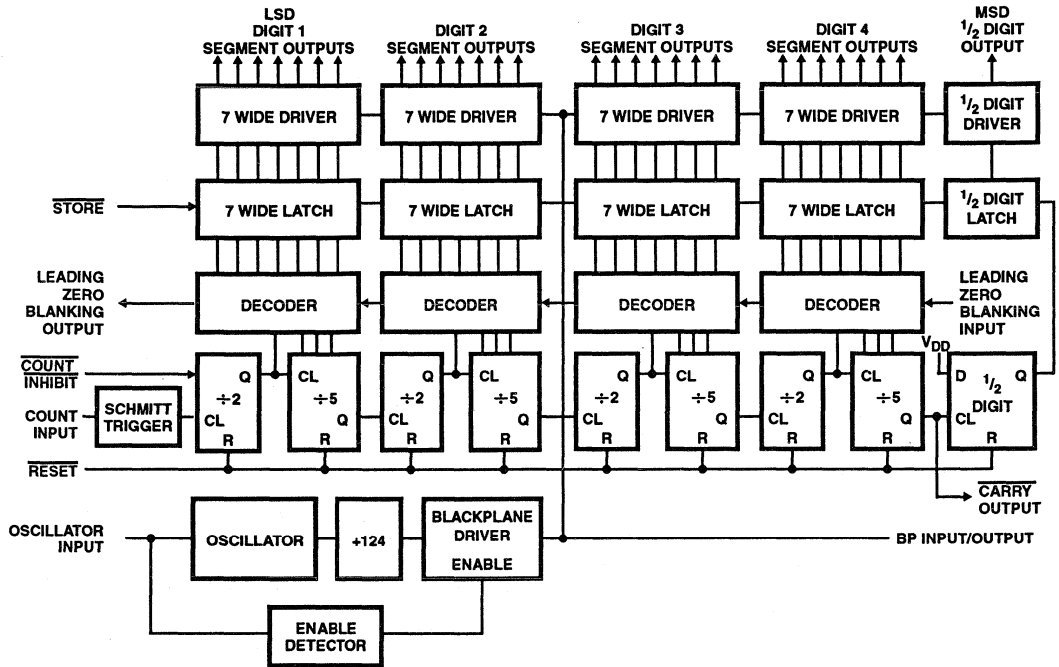 LSD
DIGIT 1
SEGMENT OUTPUTS
DIGIT 2
SEGMENT OUTPUTS
DIGIT 3
SEGMENT OUTPUTS
DIGIT 4
SEGMENT OUTPUTS
MSD
1/2 DIGIT
OUTPUT
7 WIDE DRIVER
7 WIDE DRIVER
7 WIDE DRIVER
7 WIDE DRIVER
1/2 DIGIT
DRIVER
STORE
7 WIDE LATCH
7 WIDE LATCH
7 WIDE LATCH
7 WIDE LATCH
1/2 DIGIT
LATCH
LEADING
ZERO
BLANKING
OUTPUT
DECODER
DECODER
DECODER
DECODER
LEADING
ZERO
BLANKING
INPUT
COUNT
INHIBIT
COUNT
INPUT
SCHMITT
TRIGGER
Q
÷2
CL
R
CL
÷5
Q
R
Q
÷2
CL
R
CL
÷5
Q
R
Q
÷2
CL
R
CL
÷5
Q
R
Q
÷2
CL
R
CL
÷5
Q
R
VDD
D
Q
1/2
DIGIT
CL
R
RESET
CARRY
OUTPUT
OSCILLATOR
INPUT
OSCILLATOR
÷124
BLACKPLANE
DRIVER
ENABLE
BP INPUT/OUTPUT
ENABLE
DETECTOR